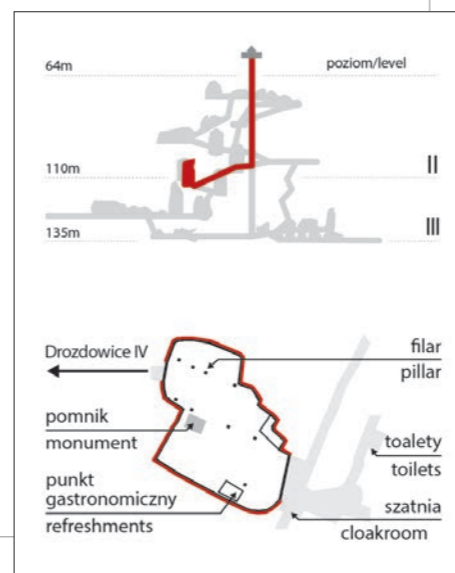 64m
poziom/level
110m
II
135m
III
Drozdowice IV
filar
pillar
pomnik
monument
toalety
toilets
punkt
gastronomiczny
refreshments
szatnia
cloakroom